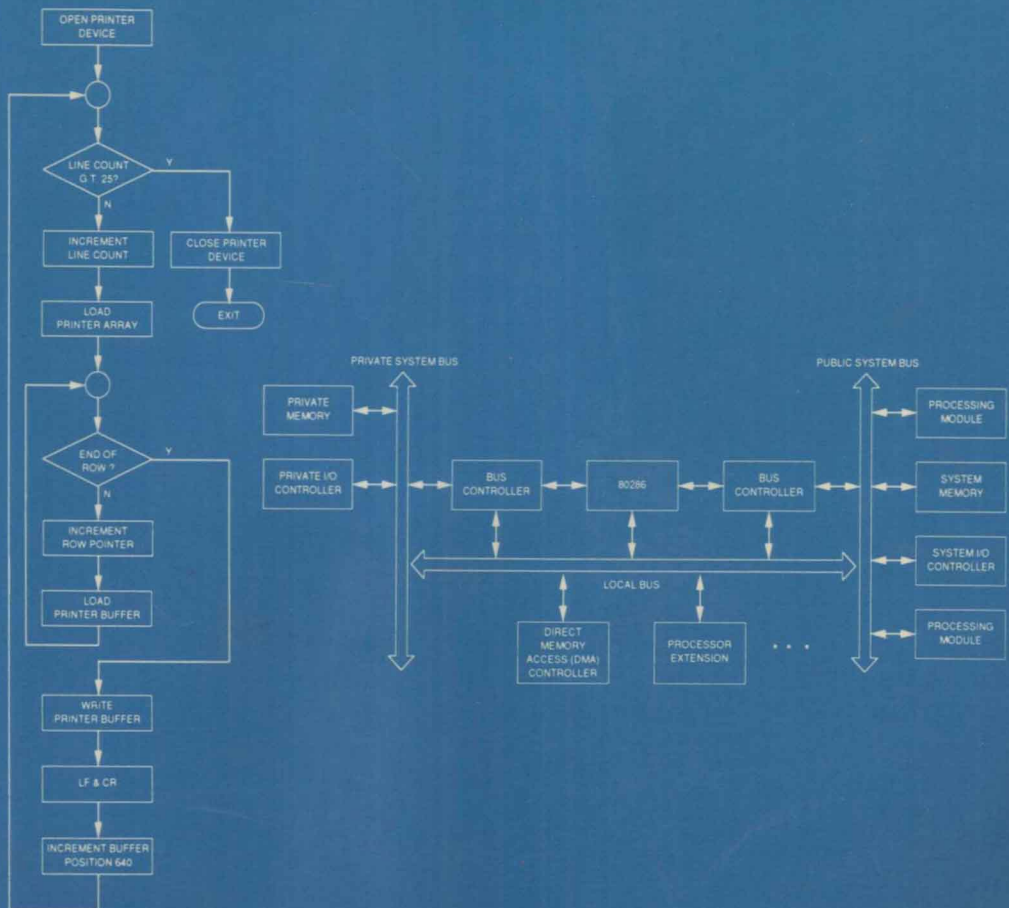 OPEN PRINTER
DEVICE
LINE COUNT
G.T. 25?
Y
N
INCREMENT
LINE COUNT
CLOSE PRINTER
DEVICE
LOAD
PRINTER ARRAY
EXIT
END OF
ROW ?
Y
N
INCREMENT
ROW POINTER
LOAD
PRINTER BUFFER
WRITE
PRINTER BUFFER
LF & CR
INCREMENT BUFFER
POSITION 640
PRIVATE SYSTEM BUS
PUBLIC SYSTEM BUS
PRIVATE
MEMORY
PRIVATE I/O
CONTROLLER
BUS
CONTROLLER
80286
BUS
CONTROLLER
PROCESSING
MODULE
SYSTEM
MEMORY
SYSTEM I/O
CONTROLLER
PROCESSING
MODULE
LOCAL BUS
DIRECT
MEMORY
ACCESS (DMA)
CONTROLLER
PROCESSOR
EXTENSION
. . .